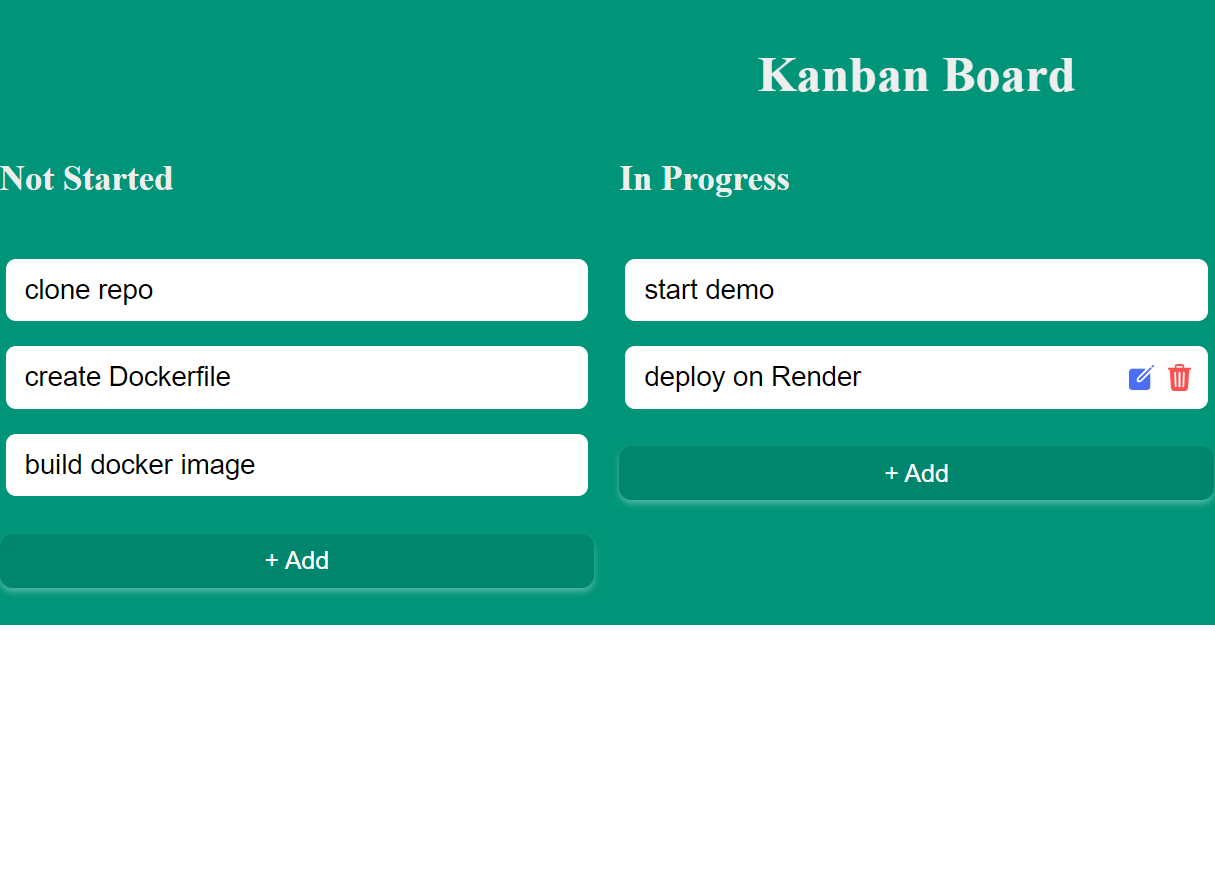 Kanban Board
Not Started
clone repo
create Dockerfile
build docker image
+ Add
In Progress
start demo
deploy on Render
+ Add